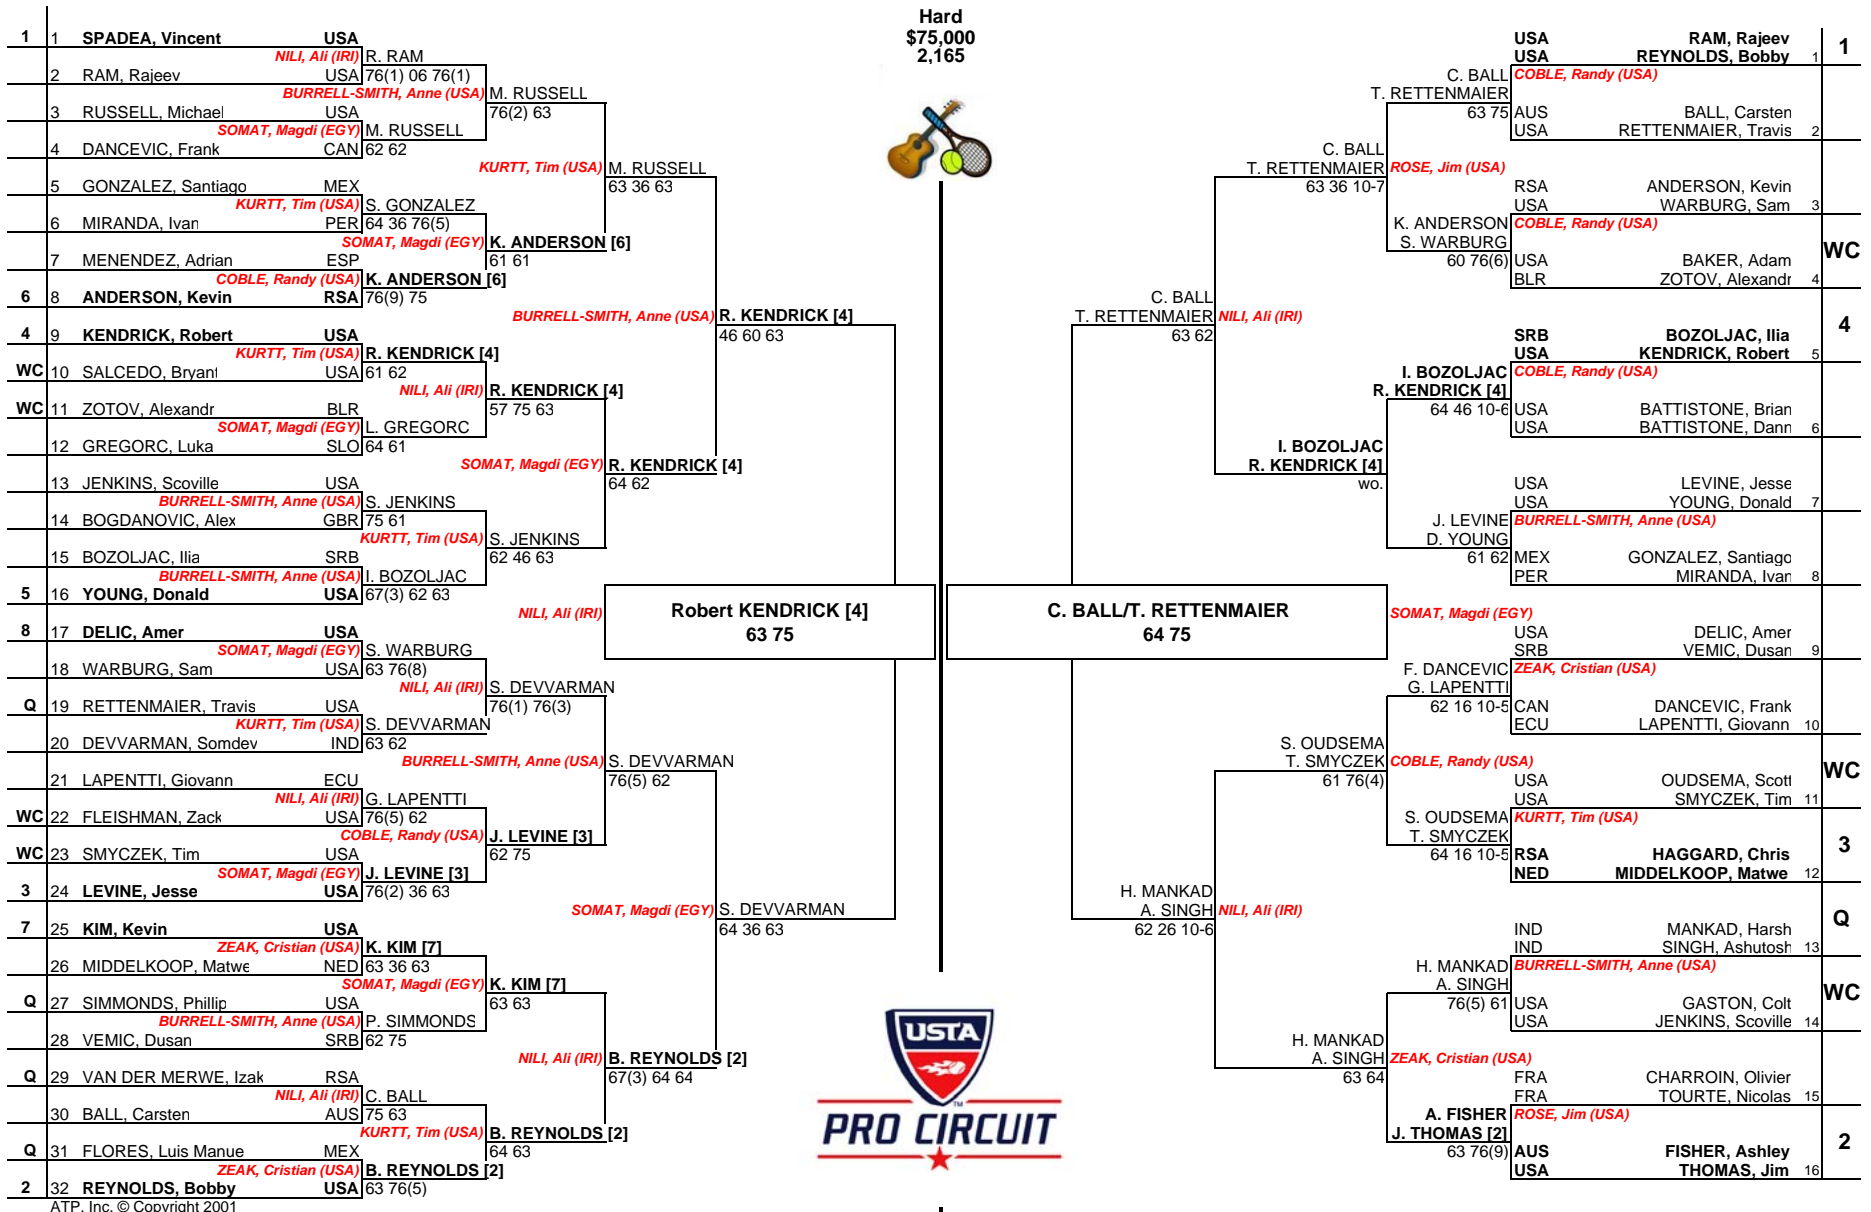 Hard
$75,000
2,165
1 1 SPADEA, Vincent USA
NILI, Ali (IRI) R. RAM
2 RAM, Rajeev USA 76(1) 06 76(1)
BURRELL-SMITH, Anne (USA) M. RUSSELL
3 RUSSELL, Michael USA 76(2) 63
SOMAT, Magdi (EGY) M. RUSSELL
4 DANCEVIC, Frank CAN 62 62
KURTT, Tim (USA) M. RUSSELL
5 GONZALEZ, Santiago MEX 63 36 63
KURTT, Tim (USA) S. GONZALEZ
6 MIRANDA, Ivan PER 64 36 76(5)
SOMAT, Magdi (EGY) K. ANDERSON [6]
7 MENENDEZ, Adrian ESP 61 61
COBLE, Randy (USA) K. ANDERSON [6]
6 8 ANDERSON, Kevin RSA 76(9) 75
BURRELL-SMITH, Anne (USA) R. KENDRICK [4]
4 9 KENDRICK, Robert USA 46 60 63
KURTT, Tim (USA) R. KENDRICK [4]
WC 10 SALCEDO, Bryant USA 61 62
NILI, Ali (IRI) R. KENDRICK [4]
WC 11 ZOTOV, Alexandr BLR 57 75 63
SOMAT, Magdi (EGY) L. GREGORC
12 GREGORC, Luka SLO 64 61
SOMAT, Magdi (EGY) R. KENDRICK [4]
13 JENKINS, Scoville USA 64 62
BURRELL-SMITH, Anne (USA) S. JENKINS
14 BOGDANOVIC, Alex GBR 75 61
KURTT, Tim (USA) S. JENKINS
15 BOZOLJAC, Ilia SRB 62 46 63
BURRELL-SMITH, Anne (USA) I. BOZOLJAC
5 16 YOUNG, Donald USA 67(3) 62 63
NILI, Ali (IRI) Robert KENDRICK [4]
63 75
8 17 DELIC, Amer USA
SOMAT, Magdi (EGY) S. WARBURG
18 WARBURG, Sam USA 63 76(8)
NILI, Ali (IRI) S. DEVVARMAN
Q 19 RETTENMAIER, Travis USA 76(1) 76(3)
KURTT, Tim (USA) S. DEVVARMAN
20 DEVVARMAN, Somdev IND 63 62
BURRELL-SMITH, Anne (USA) S. DEVVARMAN
21 LAPENTTI, Giovann ECU 76(5) 62
NILI, Ali (IRI) G. LAPENTTI
WC 22 FLEISHMAN, Zack USA 76(5) 62
COBLE, Randy (USA) J. LEVINE [3]
WC 23 SMYCZEK, Tim USA 62 75
SOMAT, Magdi (EGY) J. LEVINE [3]
3 24 LEVINE, Jesse USA 76(2) 36 63
SOMAT, Magdi (EGY) S. DEVVARMAN
7 25 KIM, Kevin USA 64 36 63
ZEAK, Cristian (USA) K. KIM [7]
26 MIDDELKOOP, Matwe NED 63 36 63
SOMAT, Magdi (EGY) K. KIM [7]
Q 27 SIMMONDS, Phillip USA 63 63
BURRELL-SMITH, Anne (USA) P. SIMMONDS
28 VEMIC, Dusan SRB 62 75
NILI, Ali (IRI) B. REYNOLDS [2]
Q 29 VAN DER MERWE, Izak RSA 67(3) 64 64
NILI, Ali (IRI) C. BALL
30 BALL, Carsten AUS 75 63
KURTT, Tim (USA) B. REYNOLDS [2]
Q 31 FLORES, Luis Manue MEX 64 63
ZEAK, Cristian (USA) B. REYNOLDS [2]
2 32 REYNOLDS, Bobby USA 63 76(5)
ATP, Inc. © Copyright 2001
USTA
TM
PRO CIRCUIT
USA RAM, Rajeev 1
USA REYNOLDS, Bobby 1
C. BALL COBLE, Randy (USA)
T. RETTENMAIER
63 75 AUS BALL, Carsten
USA RETTENMAIER, Travis 2
C. BALL
T. RETTENMAIER ROSE, Jim (USA)
63 36 10-7 RSA ANDERSON, Kevin
USA WARBURG, Sam 3
K. ANDERSON COBLE, Randy (USA)
S. WARBURG WC
60 76(6) USA BAKER, Adam
BLR ZOTOV, Alexandr 4
C. BALL
T. RETTENMAIER NILI, Ali (IRI)
63 62 SRB BOZOLJAC, Ilia 4
USA KENDRICK, Robert 5
I. BOZOLJAC COBLE, Randy (USA)
R. KENDRICK [4]
64 46 10-6 USA BATTISTONE, Brian
USA BATTISTONE, Dann 6
I. BOZOLJAC
R. KENDRICK [4]
wo. USA LEVINE, Jesse
USA YOUNG, Donald 7
J. LEVINE BURRELL-SMITH, Anne (USA)
D. YOUNG
61 62 MEX GONZALEZ, Santiago
PER MIRANDA, Ivan 8
C. BALL/T. RETTENMAIER SOMAT, Magdi (EGY)
64 75
USA DELIC, Amer
SRB VEMIC, Dusan 9
F. DANCEVIC ZEAK, Cristian (USA)
G. LAPENTTI
62 16 10-5 CAN DANCEVIC, Frank
ECU LAPENTTI, Giovann 10
S. OUDSEMA
T. SMYCZEK COBLE, Randy (USA) WC
61 76(4) USA OUDSEMA, Scott
USA SMYCZEK, Tim 11
S. OUDSEMA KURTT, Tim (USA)
T. SMYCZEK 3
64 16 10-5 RSA HAGGARD, Chris
NED MIDDELKOOP, Matwe 12
H. MANKAD
A. SINGH NILI, Ali (IRI) Q
62 26 10-6 IND MANKAD, Harsh
IND SINGH, Ashutosh 13
H. MANKAD BURRELL-SMITH, Anne (USA)
A. SINGH WC
76(5) 61 USA GASTON, Colt
USA JENKINS, Scoville 14
H. MANKAD
A. SINGH ZEAK, Cristian (USA)
63 64 FRA CHARROIN, Olivier
FRA TOURTE, Nicolas 15
A. FISHER ROSE, Jim (USA)
J. THOMAS [2] 2
63 76(9) AUS FISHER, Ashley
USA THOMAS, Jim 16